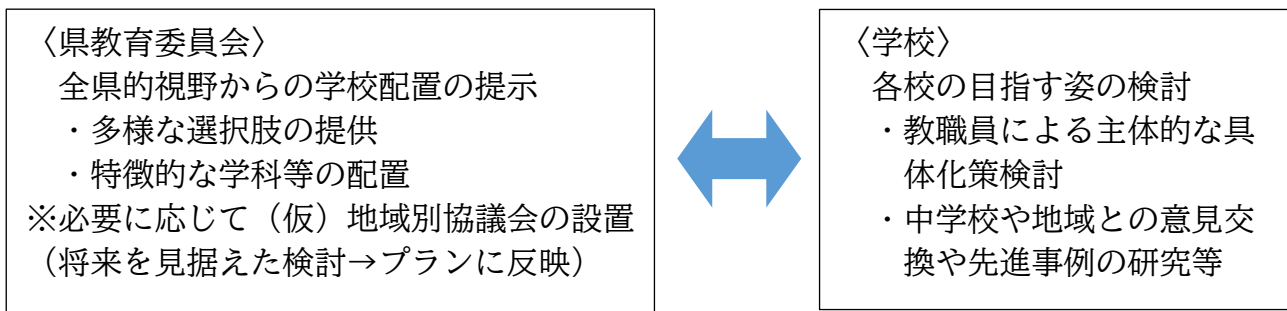 〈県教育委員会〉
全県的視野からの学校配置の提示
・多様な選択肢の提供
・特徴的な学科等の配置
※必要に応じて（仮）地域別協議会の設置
（将来を見据えた検討→プランに反映）
〈学校〉
各校の目指す姿の検討
・教職員による主体的な具
体化策検討
・中学校や地域との意見交
換や先進事例の研究等